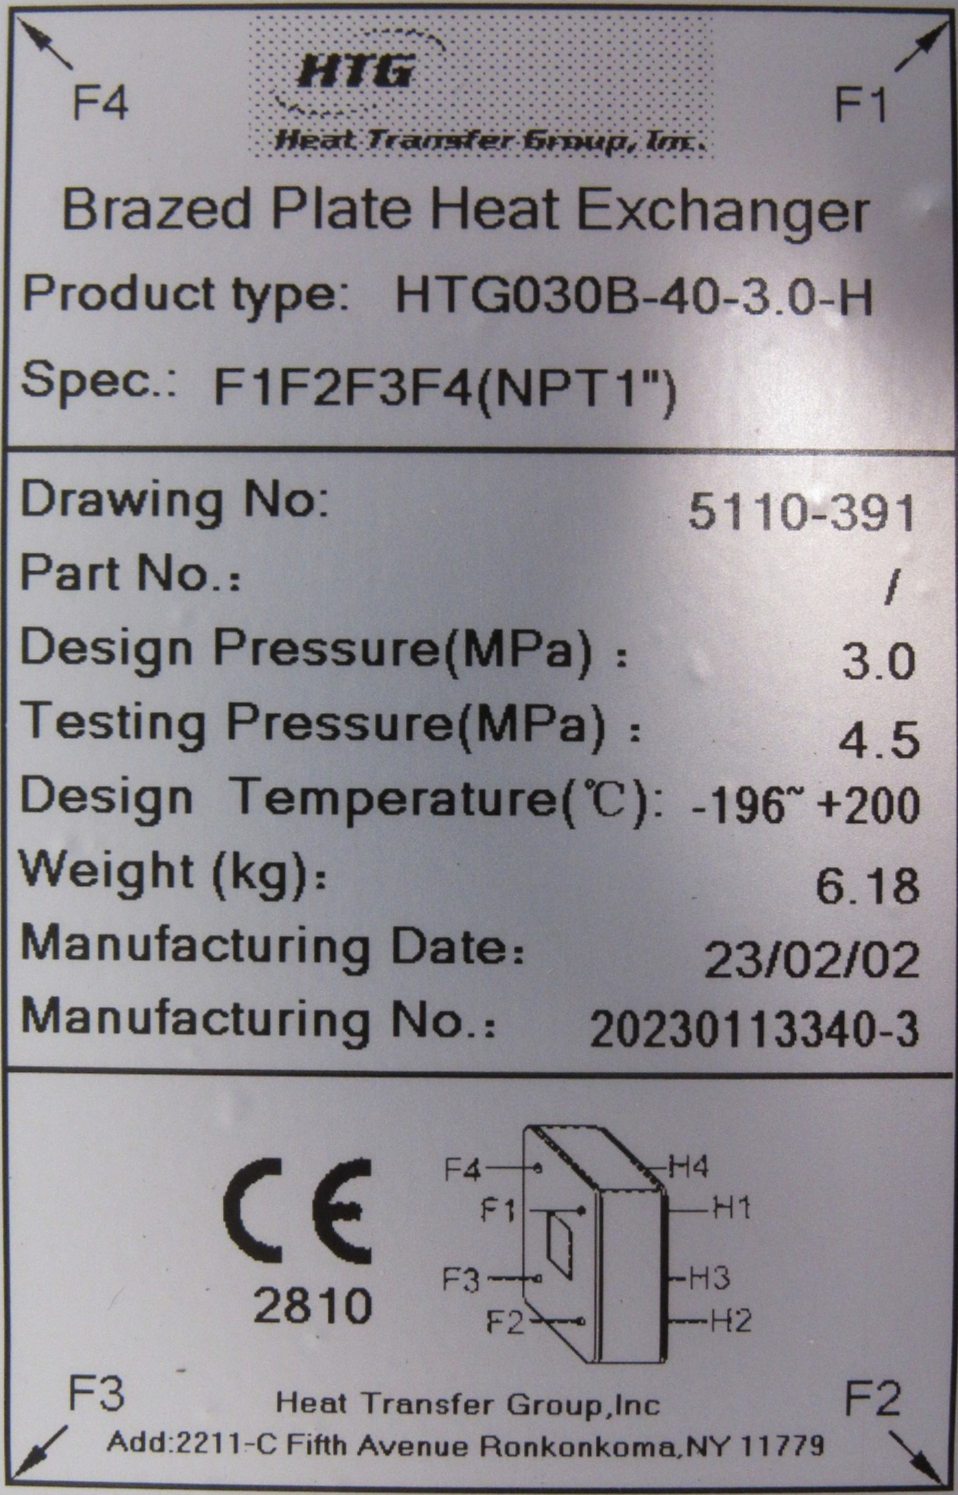 F4
F1
HTG
Heat Transfer Group, Inc.
Brazed Plate Heat Exchanger
Product type: HTG030B-40-3.0-H
Spec.: F1F2F3F4(NPT1")
Drawing No: 5110-391
Part No.: /
Design Pressure(MPa) : 3.0
Testing Pressure(MPa) : 4.5
Design Temperature(℃): -196~ +200
Weight (kg): 6.18
Manufacturing Date: 23/02/02
Manufacturing No.: 20230113340-3
CE
2810
F4 H4
F1 H1
F3 H3
F2 H2
F3
F2
Heat Transfer Group,Inc
Add:2211-C Fifth Avenue Ronkonkoma,NY 11779